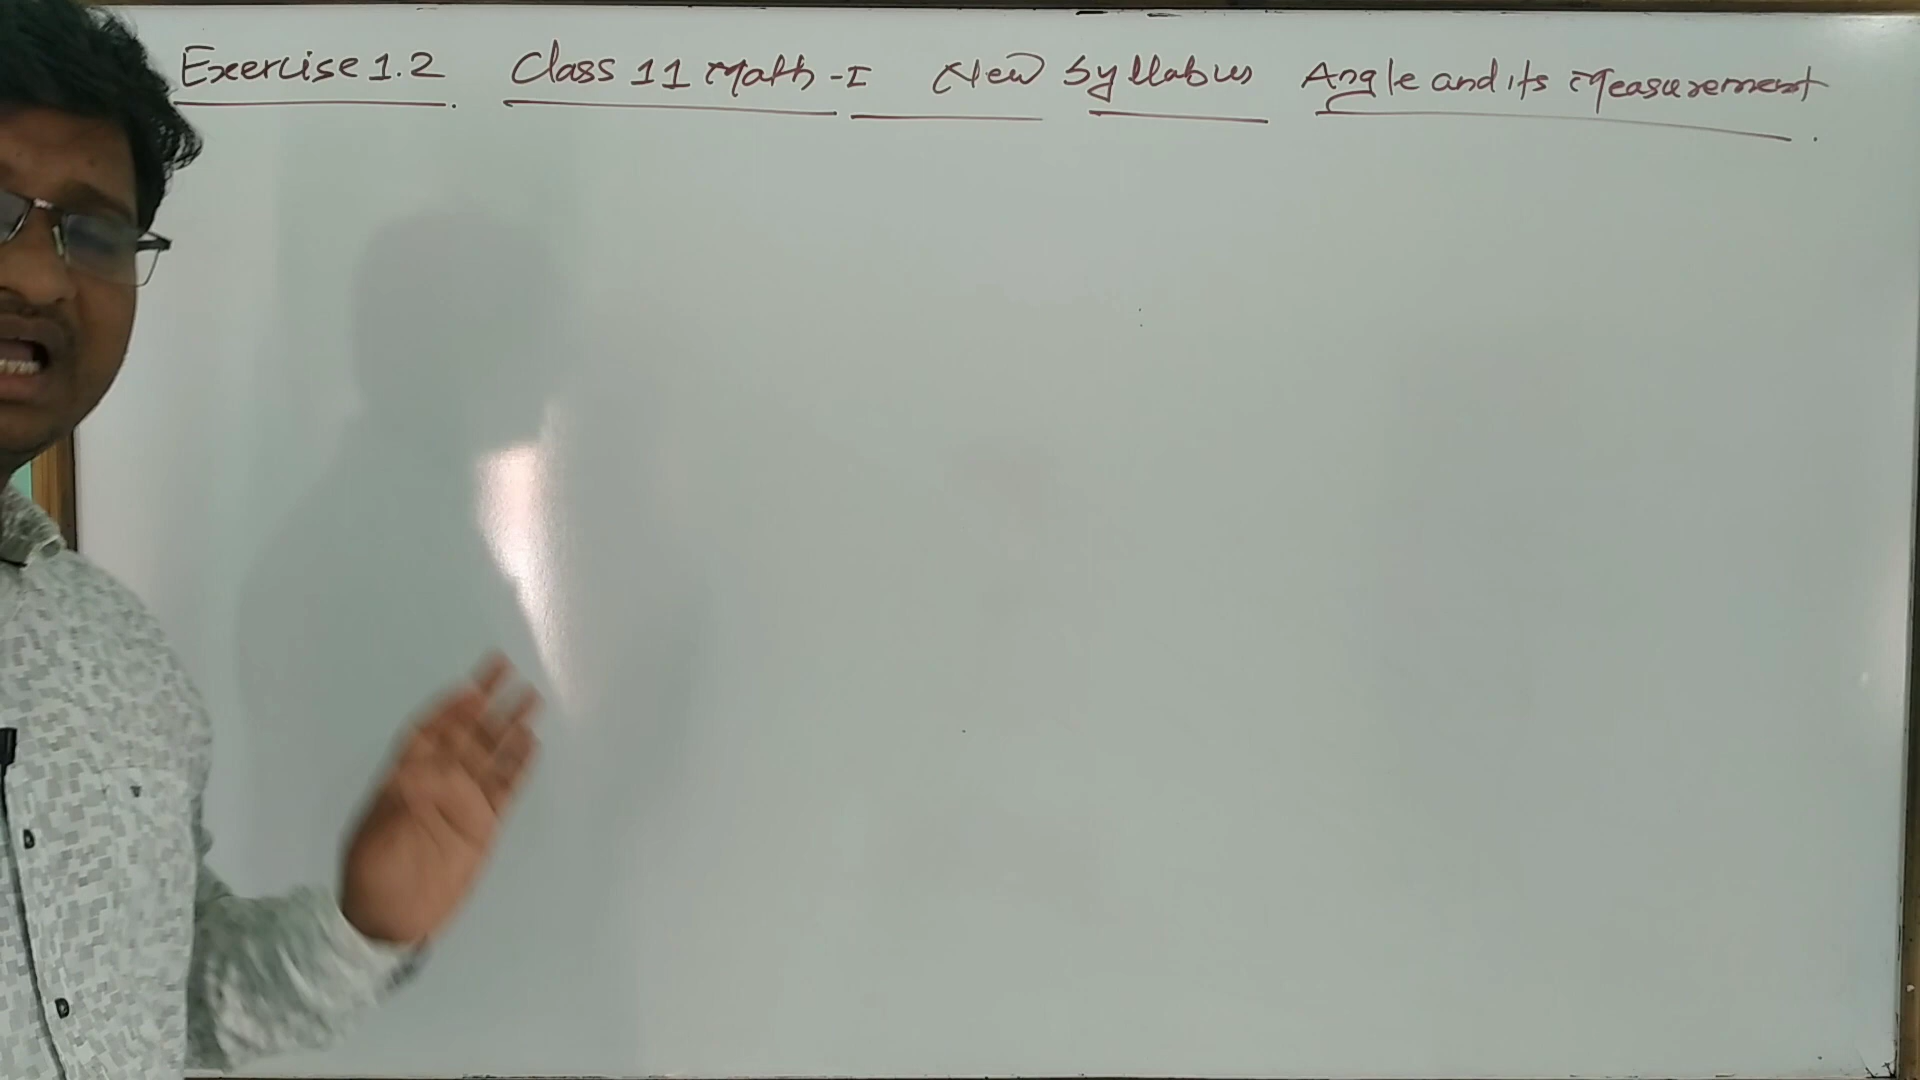 Exercise 1.2 Class 11 Math - I New Syllabus Angle and its Measurement.